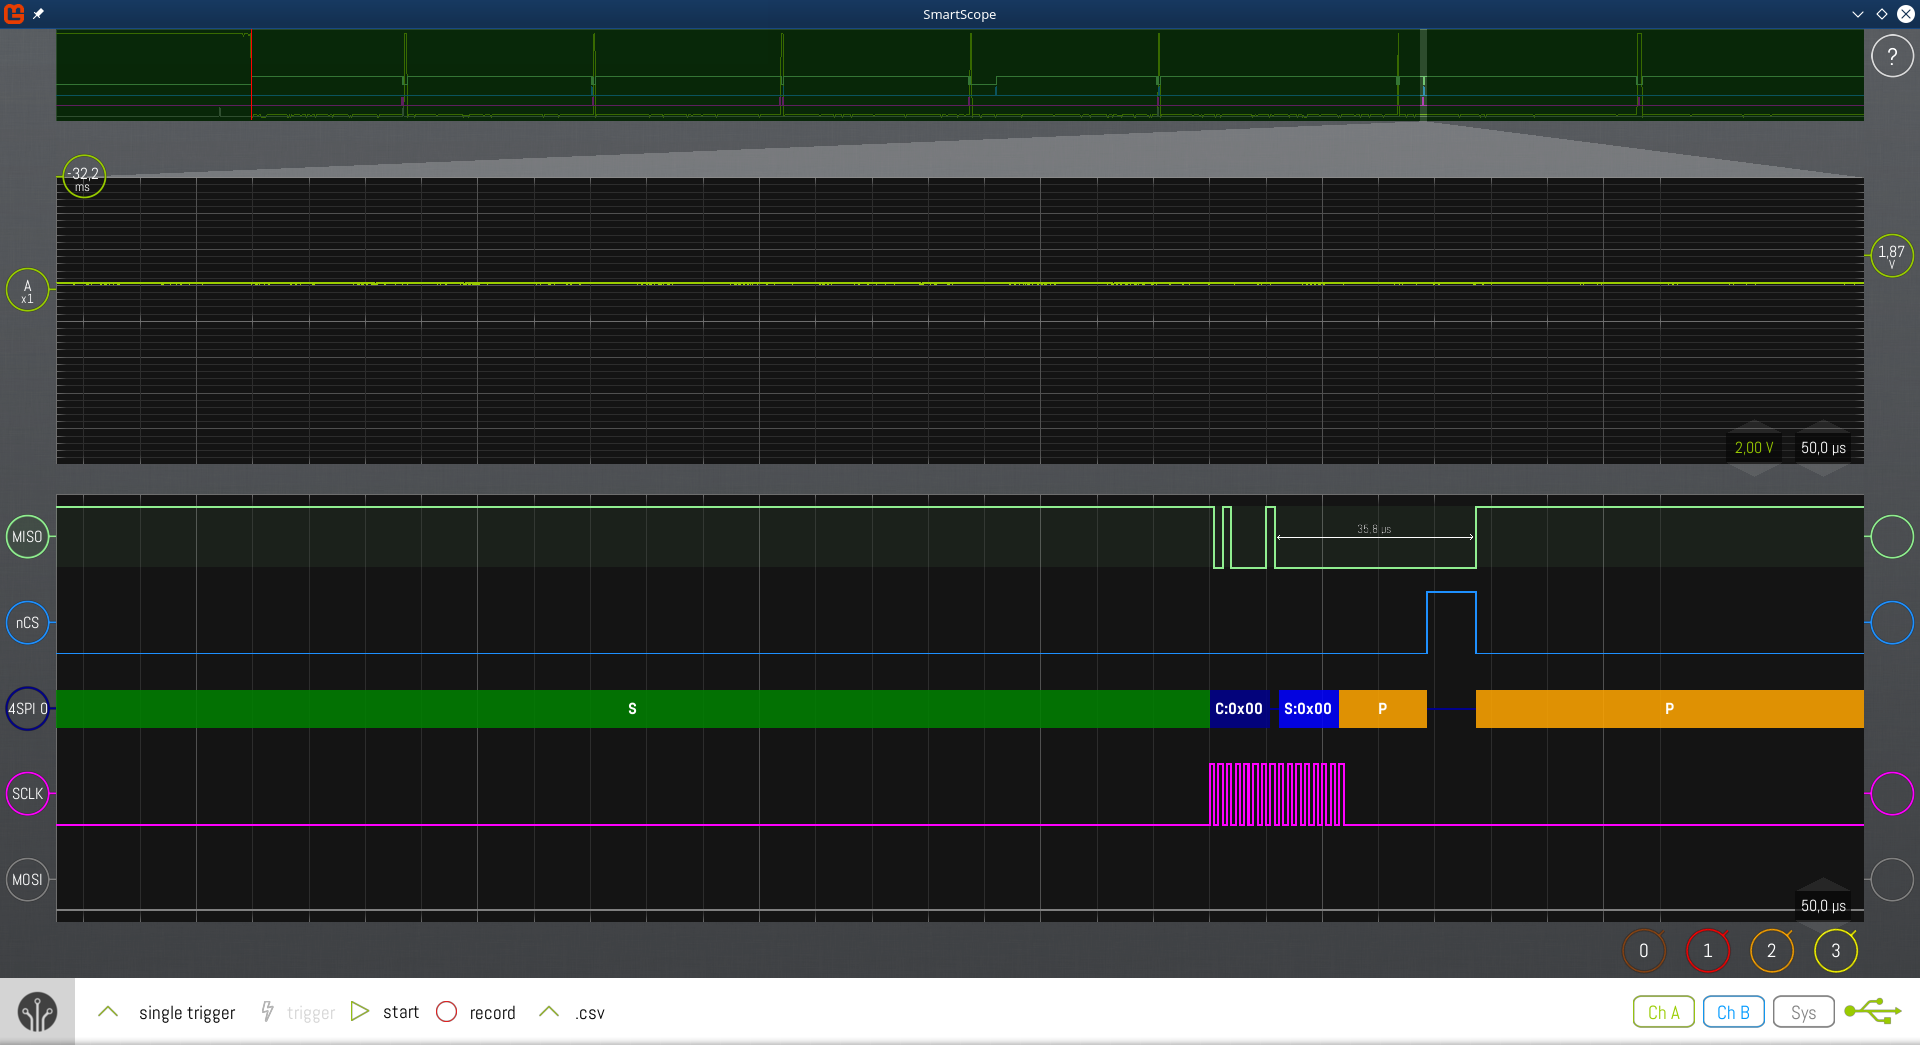 SmartScope
?
-32,2
ms
A
x1
1,87
V
2,00 V
50,0 µs
MISO
35,8 µs
nCS
4SPI 0
S
C:0x00
S:0x00
P
P
SCLK
MOSI
50,0 µs
0
1
2
3
single trigger
trigger
start
record
.csv
Ch A
Ch B
Sys